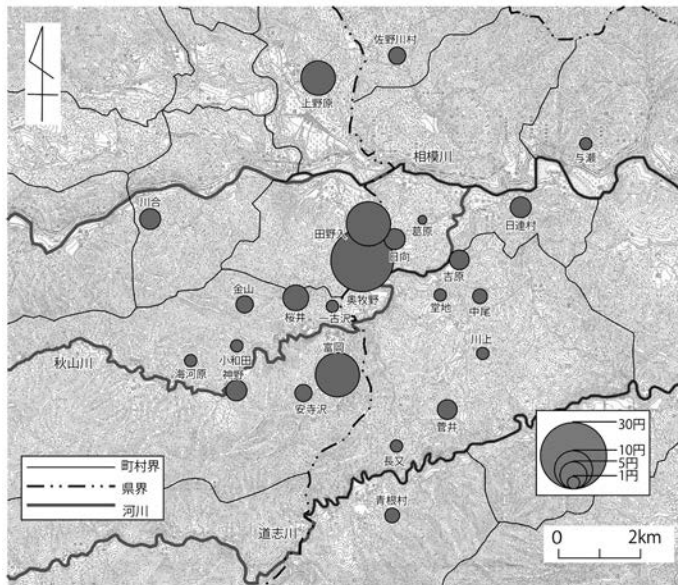 佐野川村
上野原
相模川
与瀬
川合
田野入
葛原
日連村
日向
吉原
金山
桜井
一古沢
奥牧野
堂地
中尾
富岡
川上
秋山川
海河原
小和田
神野
安寺沢
菅井
長又
青根村
道志川
町村界
県界
河川
30円
10円
5円
1円
0
2km